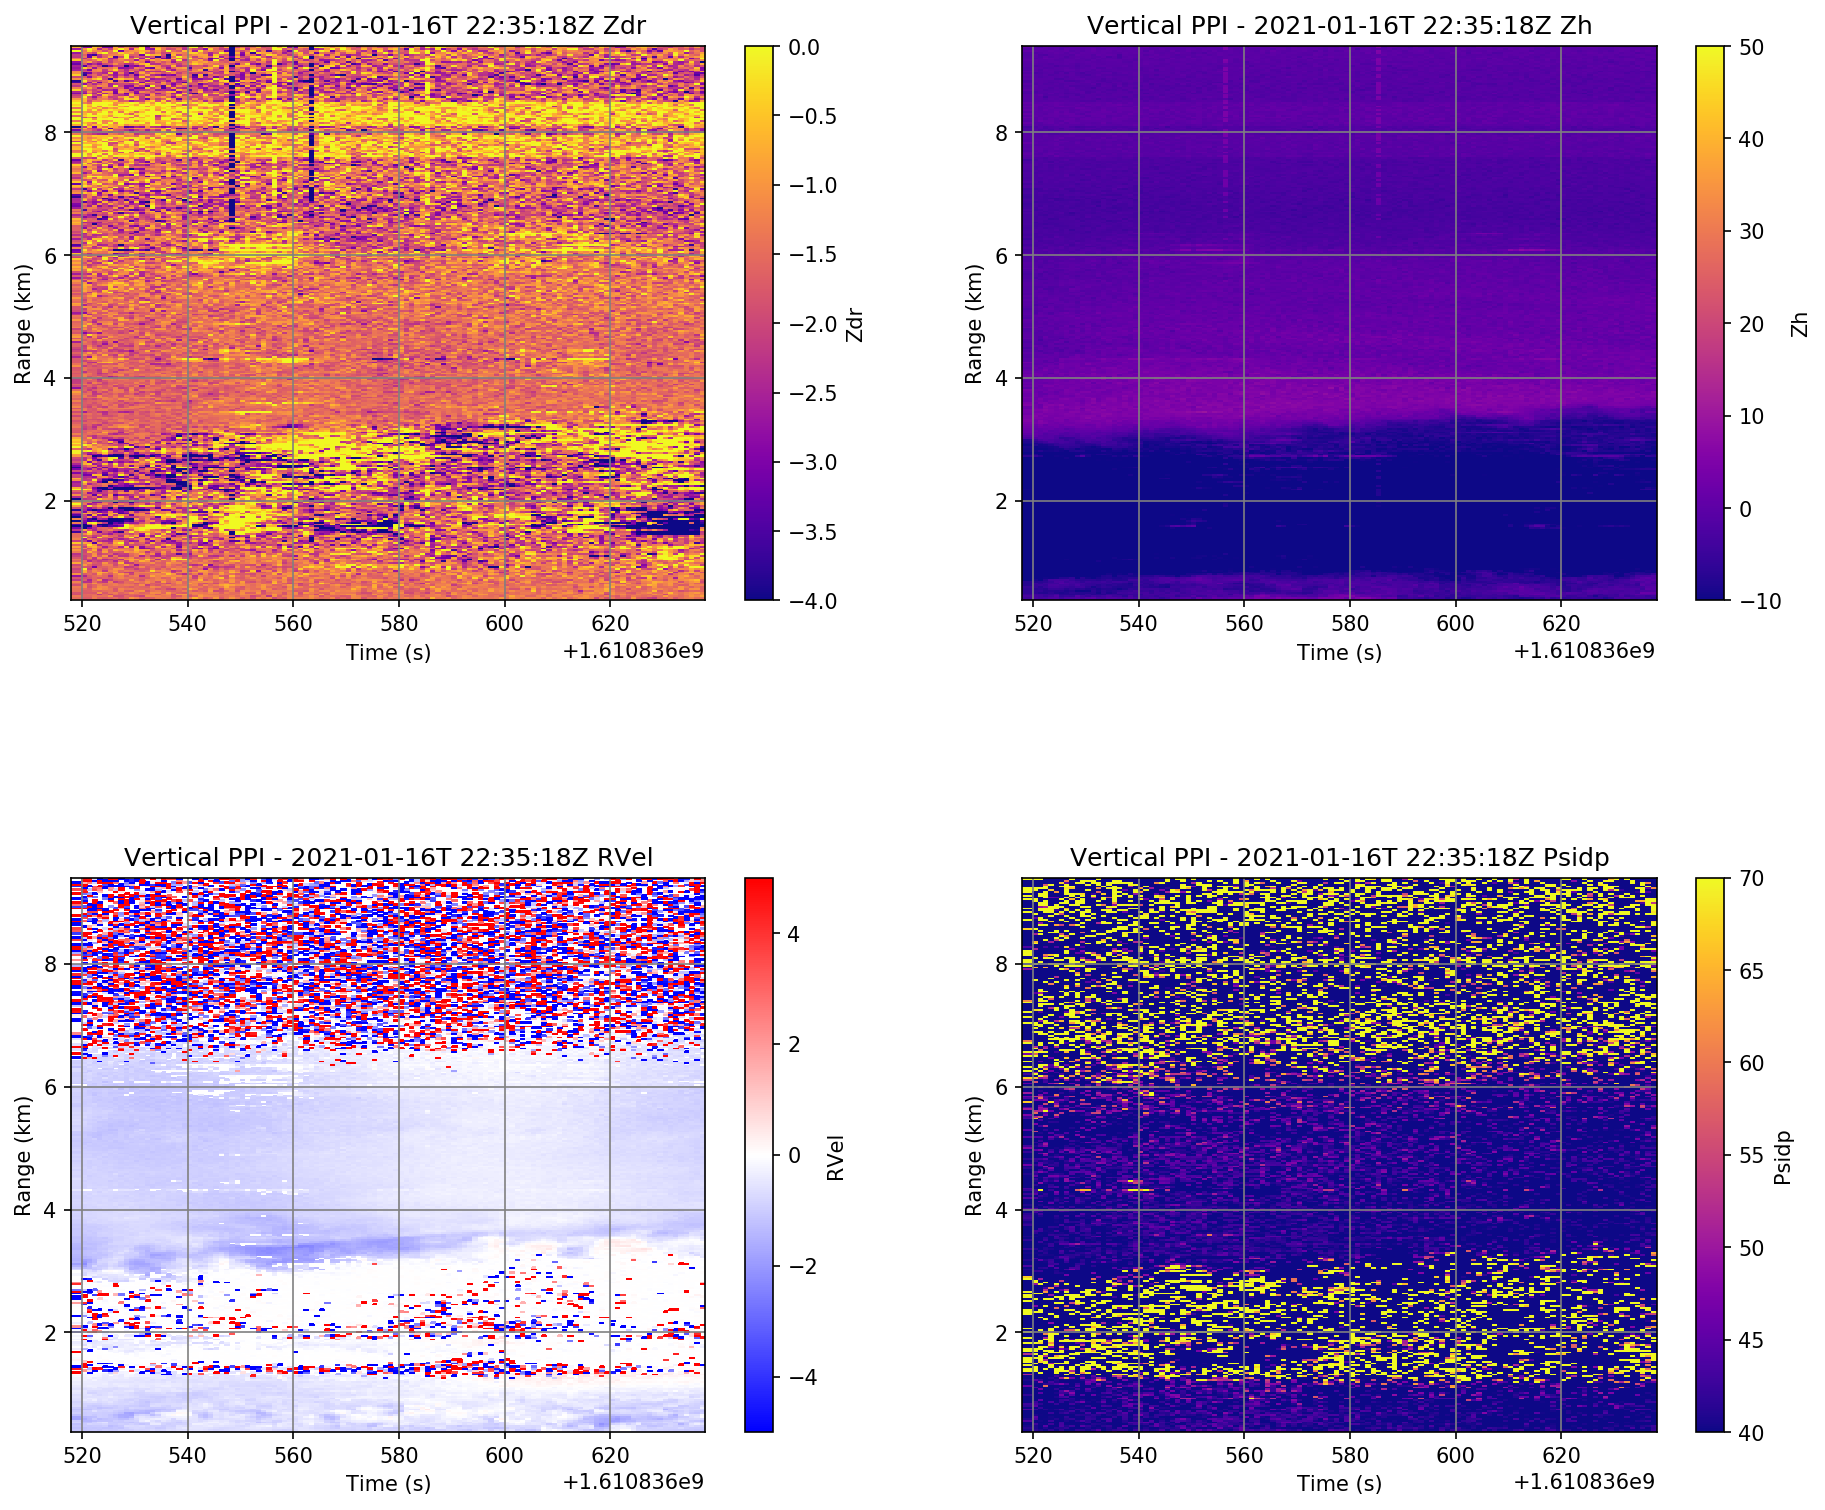 Vertical PPI - 2021-01-16T 22:35:18Z Zdr
8
6
4
2
Range (km)
520 540 560 580 600 620
Time (s)
+1.610836e9
0.0
−0.5
−1.0
−1.5
−2.0
−2.5
−3.0
−3.5
−4.0
Zdr
Vertical PPI - 2021-01-16T 22:35:18Z Zh
8
6
4
2
Range (km)
520 540 560 580 600 620
Time (s)
+1.610836e9
50
40
30
20
10
0
−10
Zh
Vertical PPI - 2021-01-16T 22:35:18Z RVel
8
6
4
2
Range (km)
520 540 560 580 600 620
Time (s)
+1.610836e9
4
2
0
−2
−4
RVel
Vertical PPI - 2021-01-16T 22:35:18Z Psidp
8
6
4
2
Range (km)
520 540 560 580 600 620
Time (s)
+1.610836e9
70
65
60
55
50
45
40
Psidp